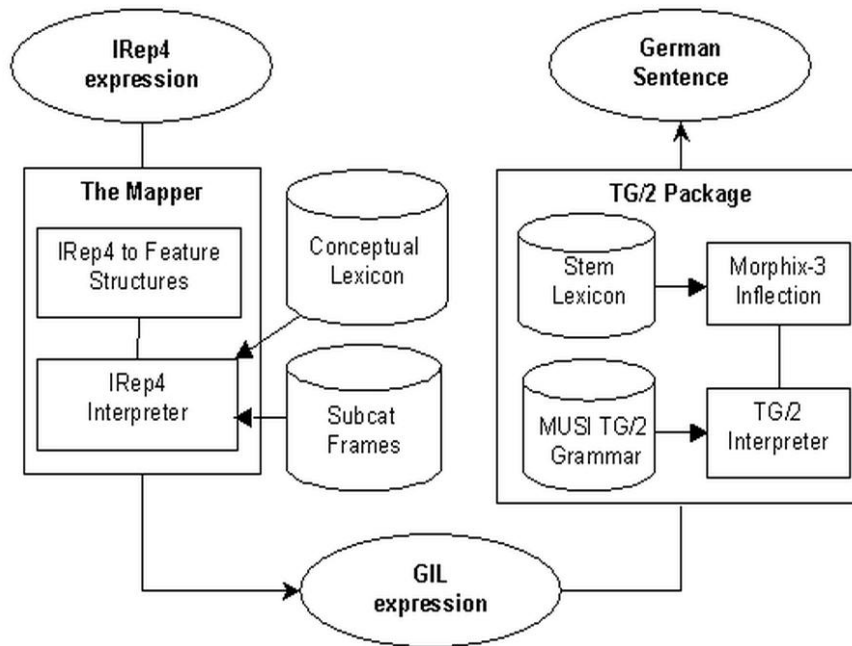 IRep4
expression
German
Sentence
The Mapper
IRep4 to Feature
Structures
IRep4
Interpreter
Conceptual
Lexicon
Subcat
Frames
TG/2 Package
Stem
Lexicon
Morphix-3
Inflection
MUSI TG/2
Grammar
TG/2
Interpreter
GIL
expression